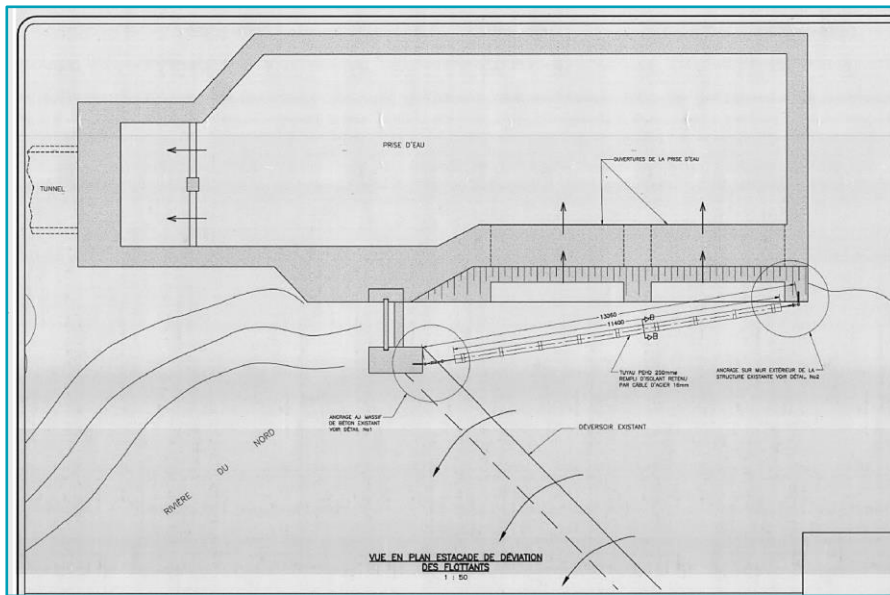 PRISE D'EAU
OUVERTURES DE LA PRISE D'EAU
TUNNEL
13060
11400
B
B
TUYAU PEHD 250mmø
REMPLI D'ISOLANT RETENU
PAR CÂBLE D'ACIER 16mm
ANCRAGE SUR MUR EXTÉRIEUR DE LA
STRUCTURE EXISTANTE VOIR DÉTAIL, No2
ANCRAGE AU MASSIF
DE BÉTON EXISTANT
VOIR DÉTAIL No1
DÉVERSOIR EXISTANT
RIVIÈRE DU NORD
VUE EN PLAN ESTACADE DE DÉVIATION
DES FLOTTANTS
1 : 50